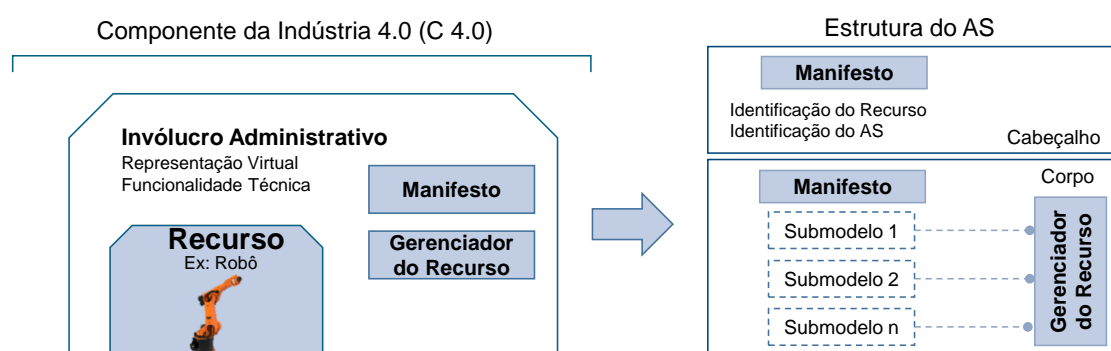 Componente da Indústria 4.0 (C 4.0)
Invólucro Administrativo
Representação Virtual
Funcionalidade Técnica
Manifesto
Gerenciador
do Recurso
Recurso
Ex: Robô
Estrutura do AS
Manifesto
Identificação do Recurso
Identificação do AS
Cabeçalho
Corpo
Manifesto
Submodelo 1
Submodelo 2
Submodelo n
Gerenciador
do Recurso